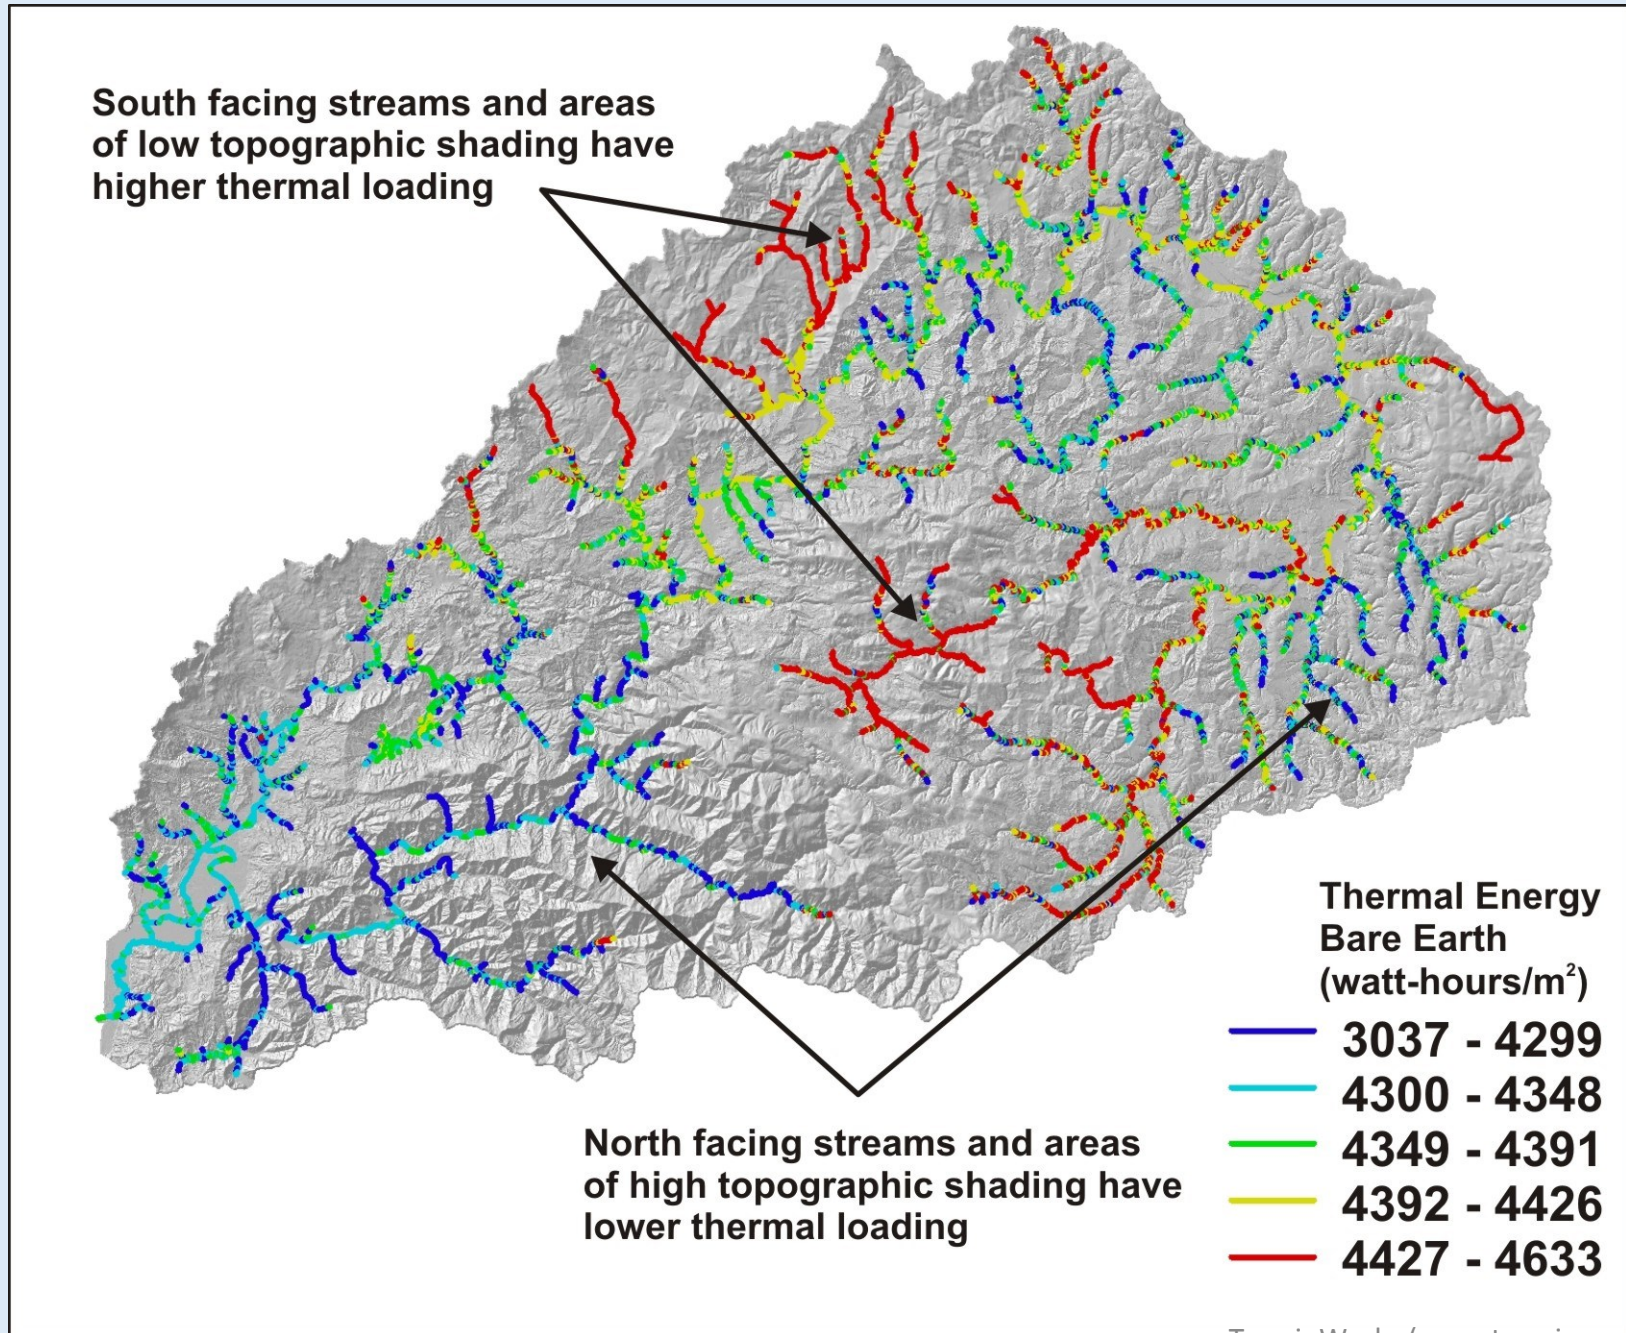 South facing streams and areas
of low topographic shading have
higher thermal loading
Thermal Energy
Bare Earth
(watt-hours/m²)
3037 - 4299
4300 - 4348
4349 - 4391
4392 - 4426
4427 - 4633
North facing streams and areas
of high topographic shading have
lower thermal loading